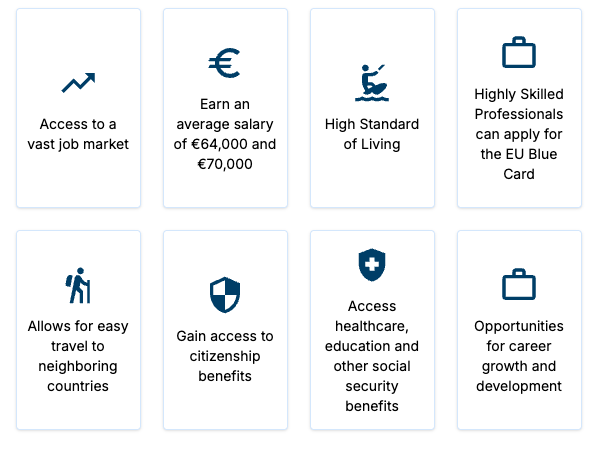 Access to a
vast job market
Earn an
average salary
of €64,000 and
€70,000
High Standard
of Living
Highly Skilled
Professionals
can apply for
the EU Blue
Card
Allows for easy
travel to
neighboring
countries
Gain access to
citizenship
benefits
Access
healthcare,
education and
other social
security
benefits
Opportunities
for career
growth and
development